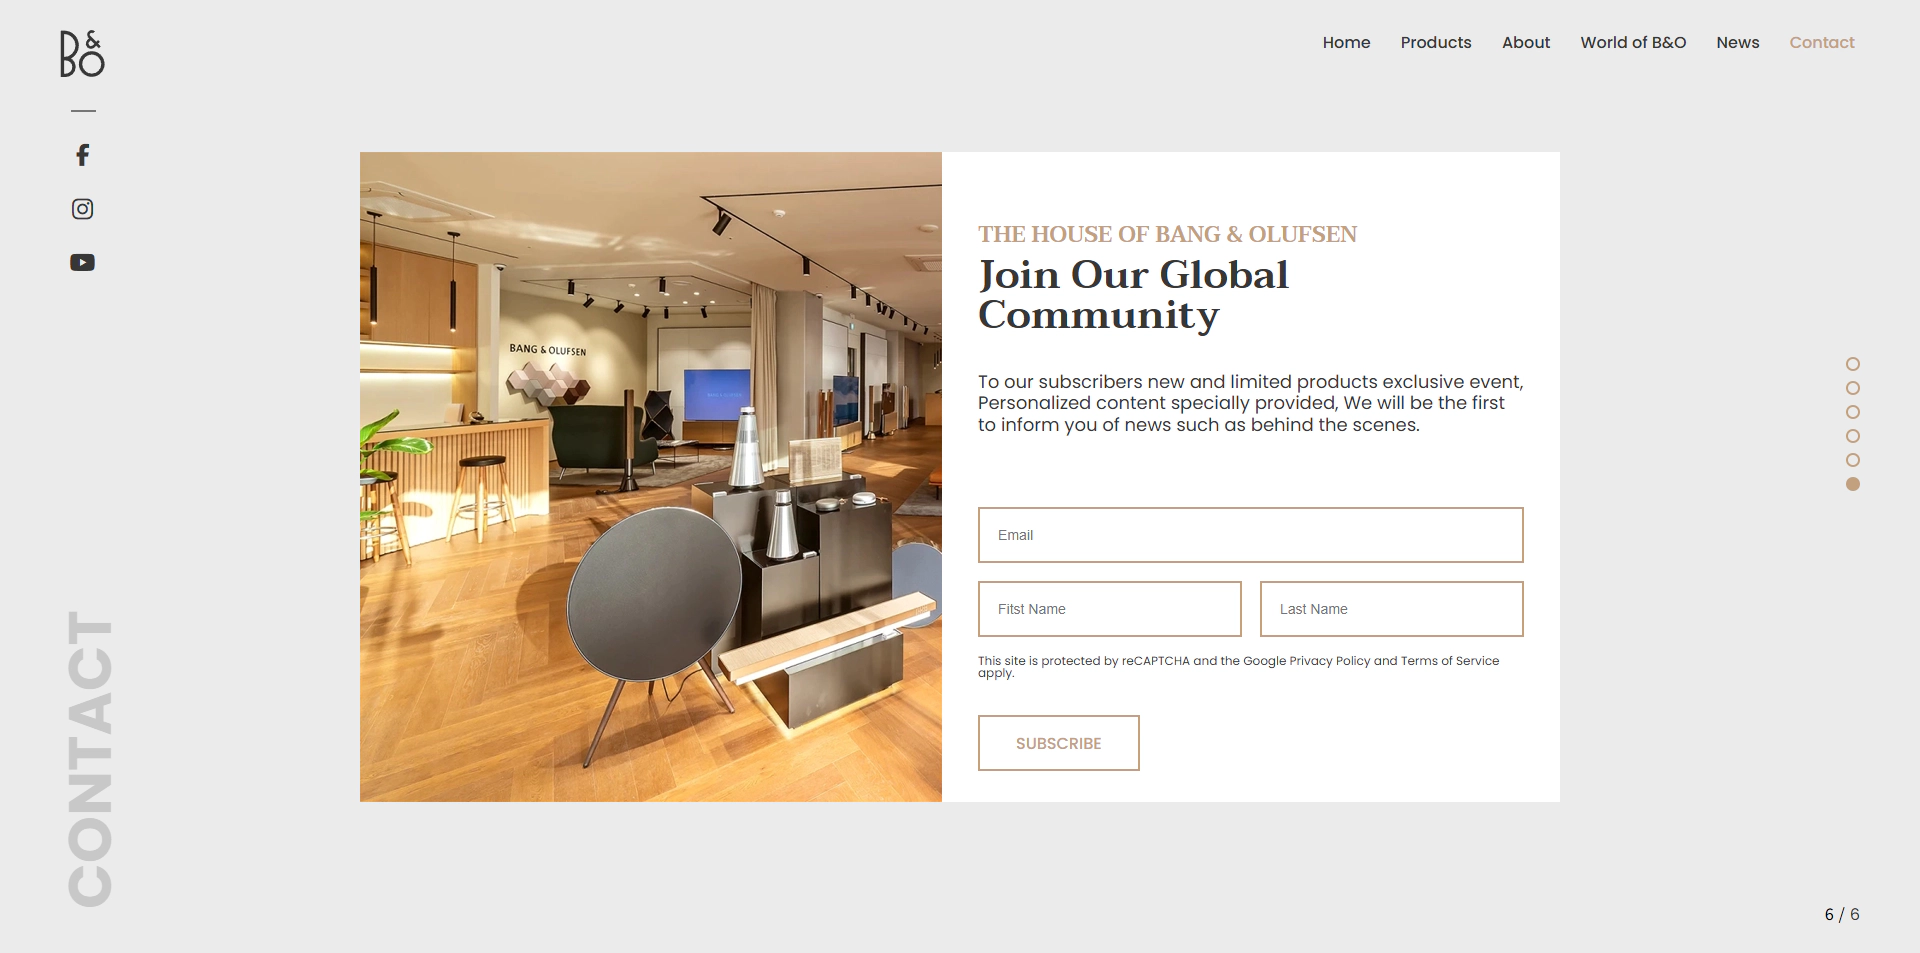 B&O
Home Products About World of B&O News Contact
BANG & OLUFSEN
THE HOUSE OF BANG & OLUFSEN
Join Our Global
Community
To our subscribers new and limited products exclusive event,
Personalized content specially provided, We will be the first
to inform you of news such as behind the scenes.
Email
Fitst Name Last Name
This site is protected by reCAPTCHA and the Google Privacy Policy and Terms of Service
apply.
SUBSCRIBE
CONTACT
6 / 6